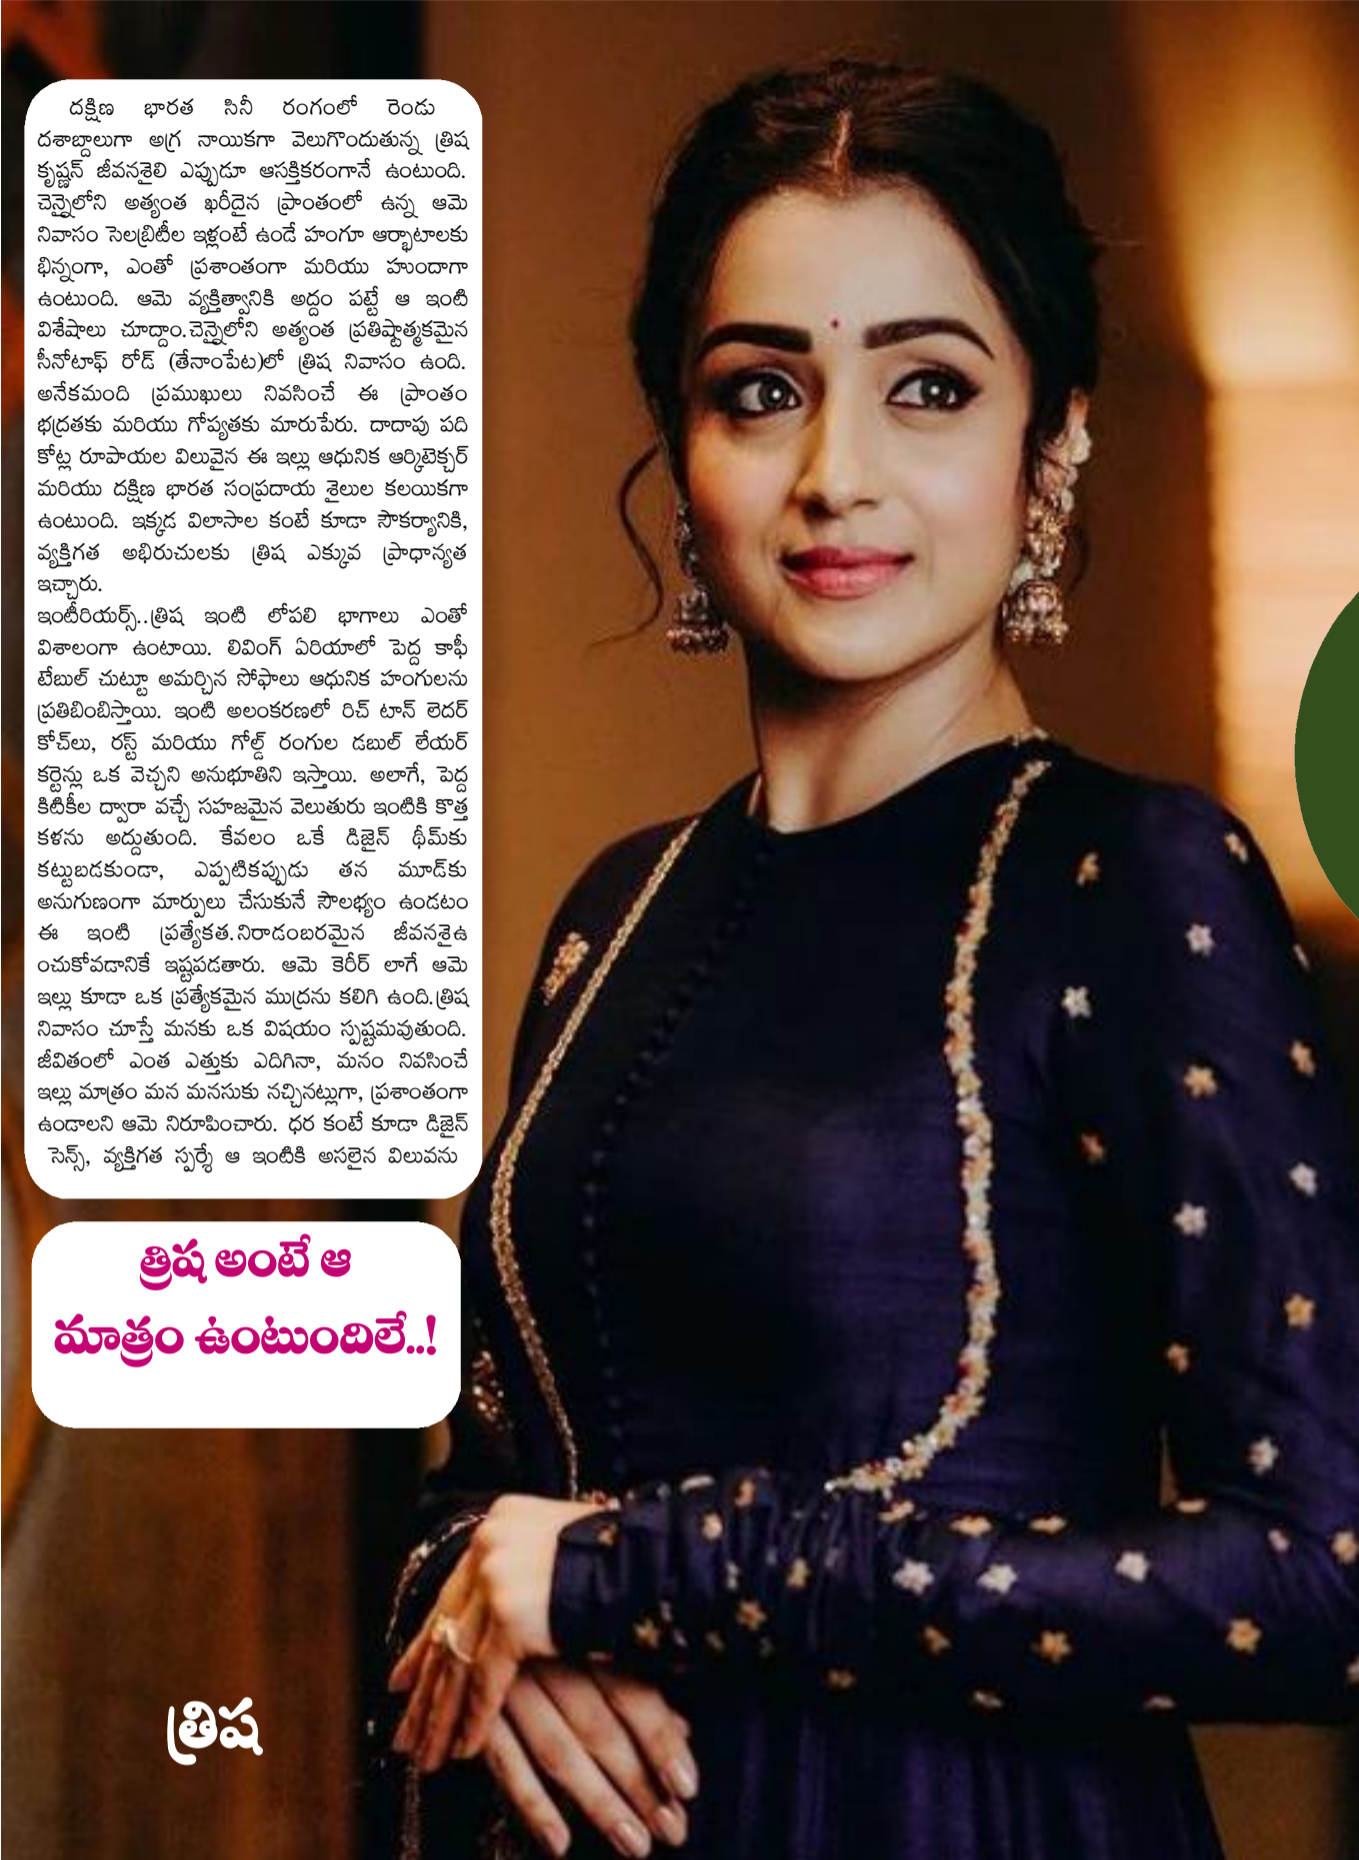 దక్షిణ భారత సినీ రంగంలో రెండు
దశాబ్దాలుగా అగ్ర నాయికగా వెలుగొందుతున్న త్రిష
కృష్ణన్ జీవనశైలి ఎప్పుడూ ఆసక్తికరంగానే ఉంటుంది.
చెన్నైలోని అత్యంత ఖరీదైన ప్రాంతంలో ఉన్న ఆమె
నివాసం సెలబ్రిటీల ఇళ్లంటే ఉండే హంగూ ఆర్భాటాలకు
భిన్నంగా, ఎంతో ప్రశాంతంగా మరియు హుందాగా
ఉంటుంది. ఆమె వ్యక్తిత్వానికి అద్దం పట్టే ఆ ఇంటి
విశేషాలు చూద్దాం.చెన్నైలోని అత్యంత ప్రతిష్టాత్మకమైన
సీనోటాఫ్ రోడ్ (తేనాంపేట)లో త్రిష నివాసం ఉంది.
అనేకమంది ప్రముఖులు నివసించే ఈ ప్రాంతం
భద్రతకు మరియు గోప్యతకు మారుపేరు. దాదాపు పది
కోట్ల రూపాయల విలువైన ఈ ఇల్లు ఆధునిక ఆర్కిటెక్చర్
మరియు దక్షిణ భారత సంప్రదాయ శైలుల కలయికగా
ఉంటుంది. ఇక్కడ విలాసాల కంటే కూడా సౌకర్యానికి,
వ్యక్తిగత అభిరుచులకు త్రిష ఎక్కువ ప్రాధాన్యత
ఇచ్చారు.
ఇంటీరియర్స్..త్రిష ఇంటి లోపలి భాగాలు ఎంతో
విశాలంగా ఉంటాయి. లివింగ్ ఏరియాలో పెద్ద కాఫీ
టేబుల్ చుట్టూ అమర్చిన సోఫాలు ఆధునిక హంగులను
ప్రతిబింబిస్తాయి. ఇంటి అలంకరణలో రిచ్ టాన్ లెదర్
కోచ్‌లు, రస్ట్ మరియు గోల్డ్ రంగుల డబుల్ లేయర్
కర్టెన్లు ఒక వెచ్చని అనుభూతిని ఇస్తాయి. అలాగే, పెద్ద
కిటికీల ద్వారా వచ్చే సహజమైన వెలుతురు ఇంటికి కొత్త
కళను అద్దుతుంది. కేవలం ఒకే డిజైన్ థీమ్‌కు
కట్టుబడకుండా, ఎప్పటికప్పుడు తన మూడ్‌కు
అనుగుణంగా మార్పులు చేసుకునే సౌలభ్యం ఉండటం
ఈ ఇంటి ప్రత్యేకత.నిరాడంబరమైన జీవనశైఉ
ంచుకోవడానికే ఇష్టపడతారు. ఆమె కెరీర్ లాగే ఆమె
ఇల్లు కూడా ఒక ప్రత్యేకమైన ముద్రను కలిగి ఉంది.త్రిష
నివాసం చూస్తే మనకు ఒక విషయం స్పష్టమవుతుంది.
జీవితంలో ఎంత ఎత్తుకు ఎదిగినా, మనం నివసించే
ఇల్లు మాత్రం మన మనసుకు నచ్చినట్లుగా, ప్రశాంతంగా
ఉండాలని ఆమె నిరూపించారు. ధర కంటే కూడా డిజైన్
సెన్స్, వ్యక్తిగత స్పర్శే ఆ ఇంటికి అసలైన విలువను
త్రిష అంటే ఆ
మాత్రం ఉంటుందిలే..!
త్రిష